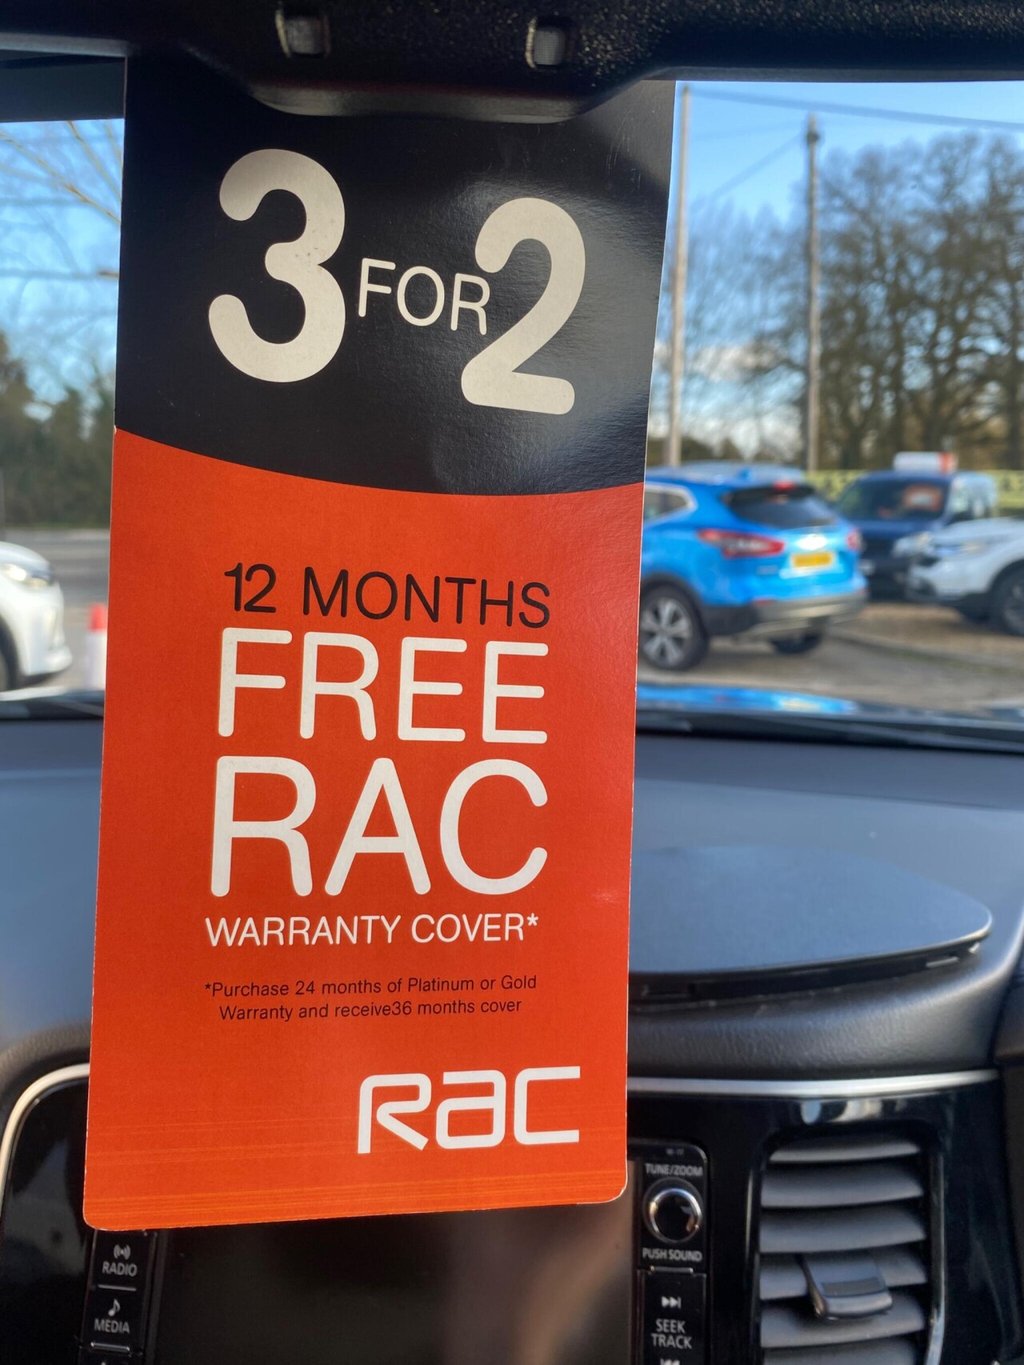 3 FOR 2
12 MONTHS
FREE
RAC
WARRANTY COVER*
*Purchase 24 months of Platinum or Gold
Warranty and receive36 months cover
RAC
RADIO
MEDIA
TUNE/ZOOM
PUSH SOUND
SEEK
TRACK